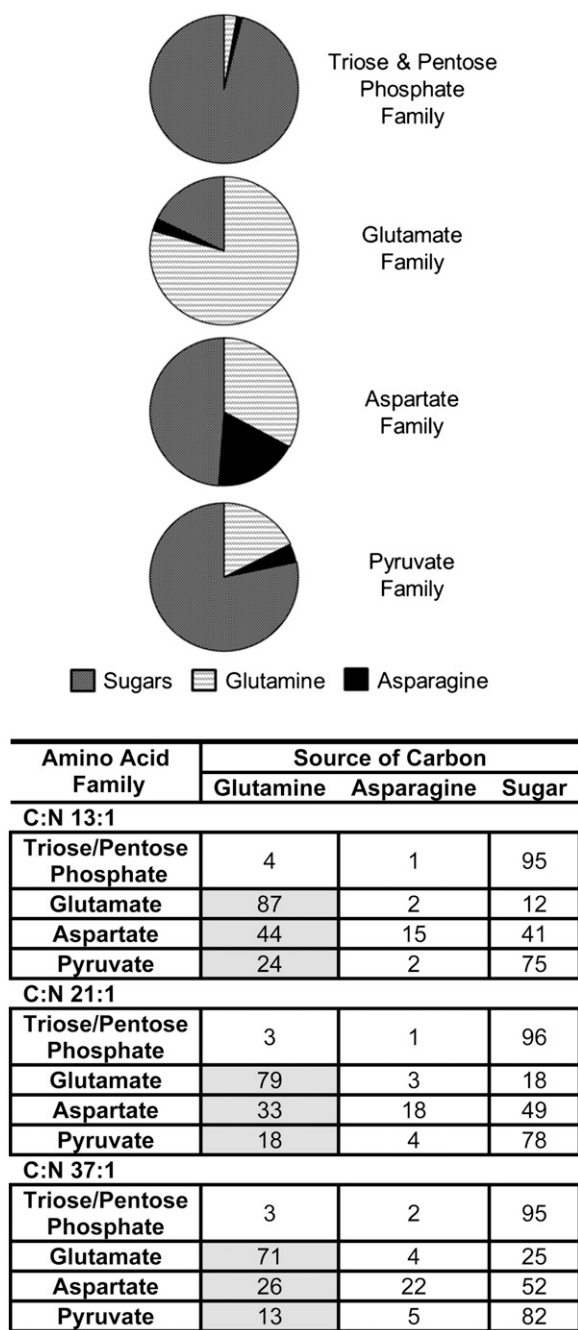 Triose & Pentose
Phosphate
Family
Glutamate
Family
Aspartate
Family
Pyruvate
Family
Sugars Glutamine Asparagine
Amino Acid Family Source of Carbon
Glutamine Asparagine Sugar
C:N 13:1
Triose/Pentose
Phosphate 4 1 95
Glutamate 87 2 12
Aspartate 44 15 41
Pyruvate 24 2 75
C:N 21:1
Triose/Pentose
Phosphate 3 1 96
Glutamate 79 3 18
Aspartate 33 18 49
Pyruvate 18 4 78
C:N 37:1
Triose/Pentose
Phosphate 3 2 95
Glutamate 71 4 25
Aspartate 26 22 52
Pyruvate 13 5 82